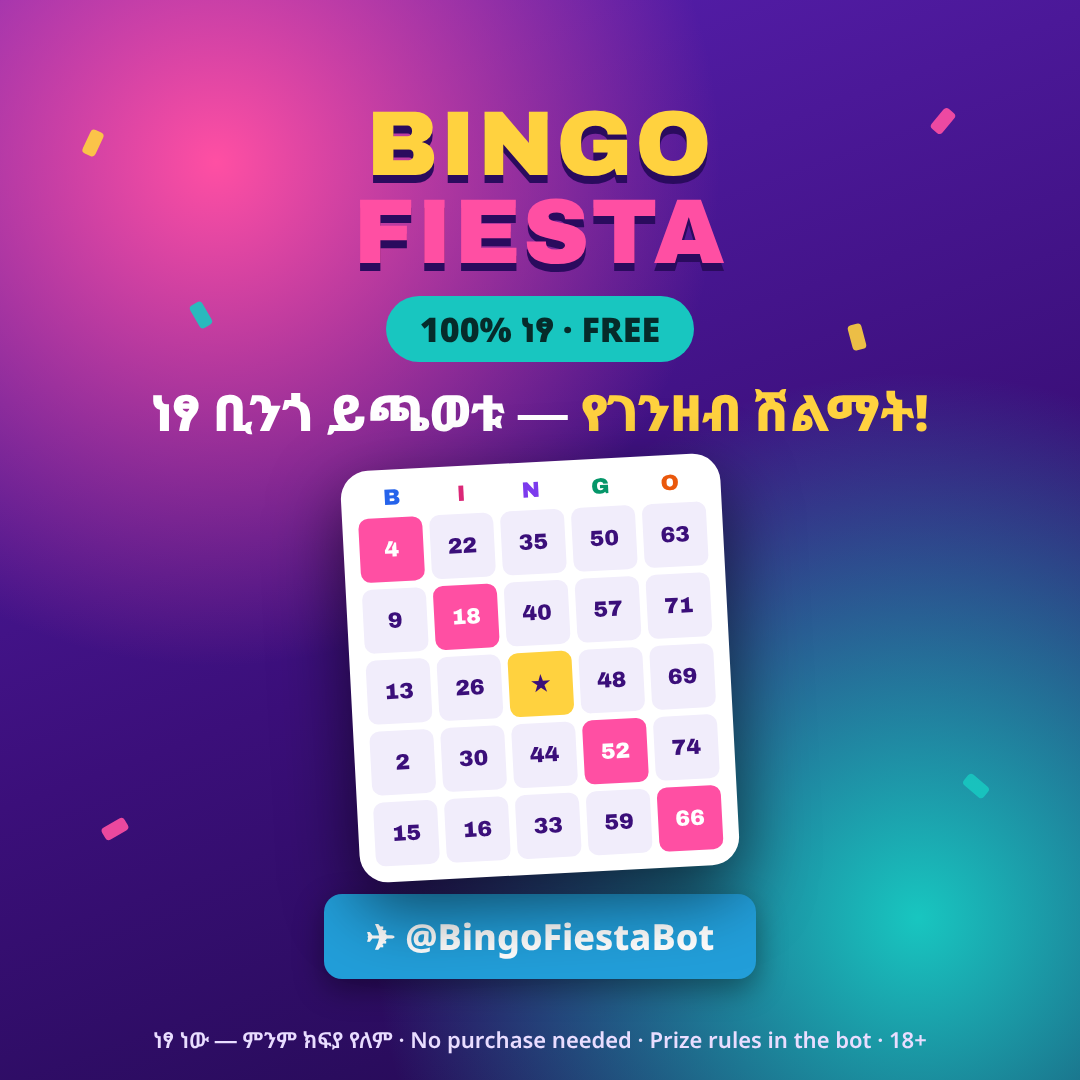 BINGO
FIESTA
100% ነፃ · FREE
ነፃ ቢንጎ ይጫወቱ — የገንዘብ ሽልማት!
B I N G O
4 22 35 50 63
9 18 40 57 71
13 26 ★ 48 69
2 30 44 52 74
15 16 33 59 66
✈ @BingoFiestaBot
ነፃ ነው — ምንም ክፍያ የለም · No purchase needed · Prize rules in the bot · 18+